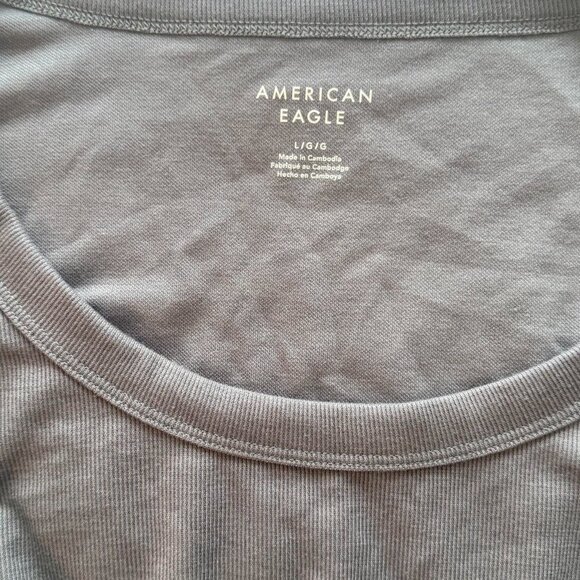 AMERICAN
EAGLE
L/G/G
Made in Cambodia
Fabriqué au Cambodge
Hecho en Camboya